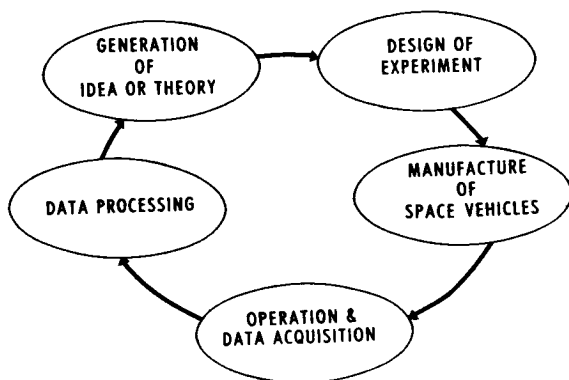 GENERATION
OF
IDEA OR THEORY
DESIGN OF
EXPERIMENT
MANUFACTURE
OF
SPACE VEHICLES
OPERATION &
DATA ACQUISITION
DATA PROCESSING